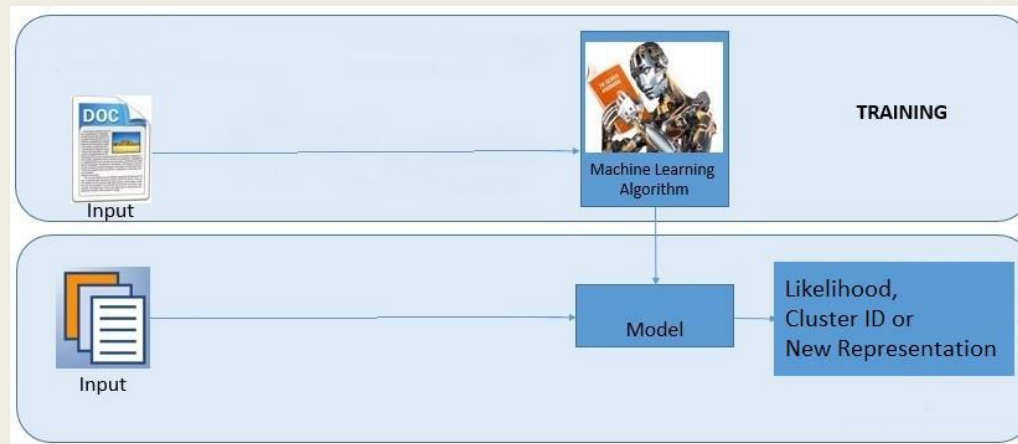 DOC
TRAINING
Machine Learning
Algorithm
Input
Likelihood,
Cluster ID or
New Representation
Model
Input